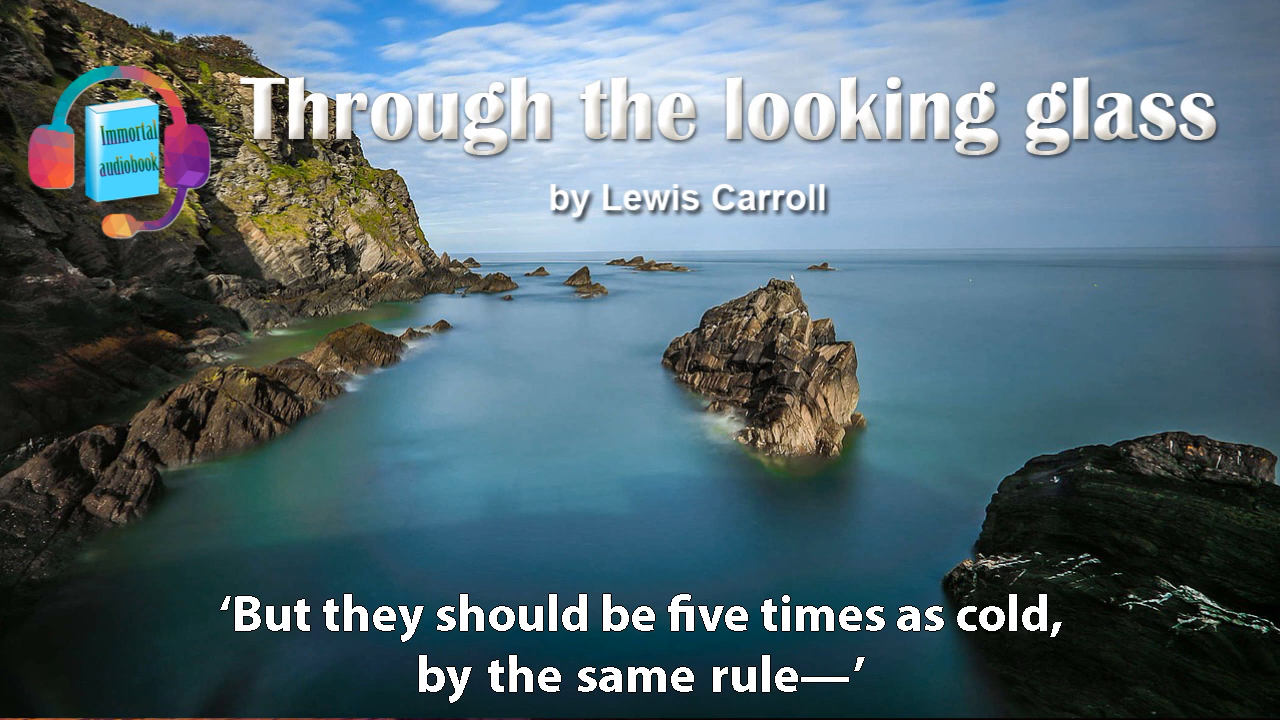 Through the looking glass
by Lewis Carroll
Immortal
audiobook
‘But they should be five times as cold,
by the same rule—’